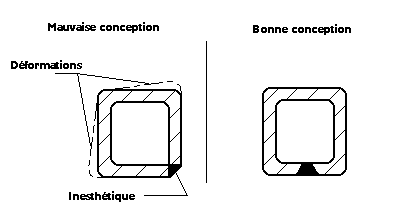 Mauvaise conception
Bonne conception
Déformations
Inesthétique